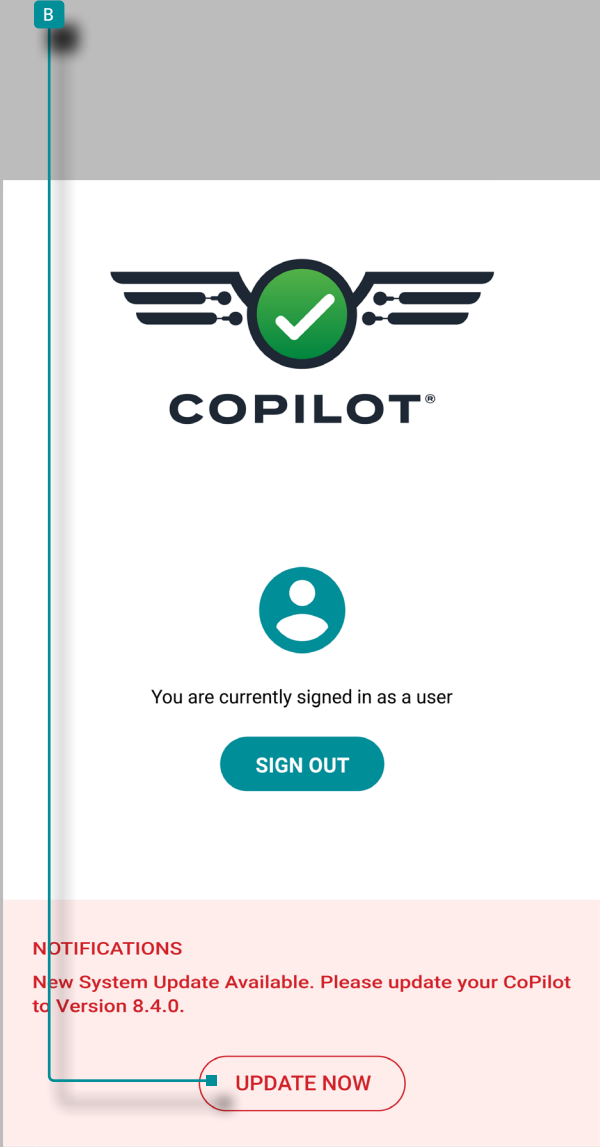 B
COPILOT®
You are currently signed in as a user
SIGN OUT
NOTIFICATIONS
New System Update Available. Please update your CoPilot
to Version 8.4.0.
UPDATE NOW